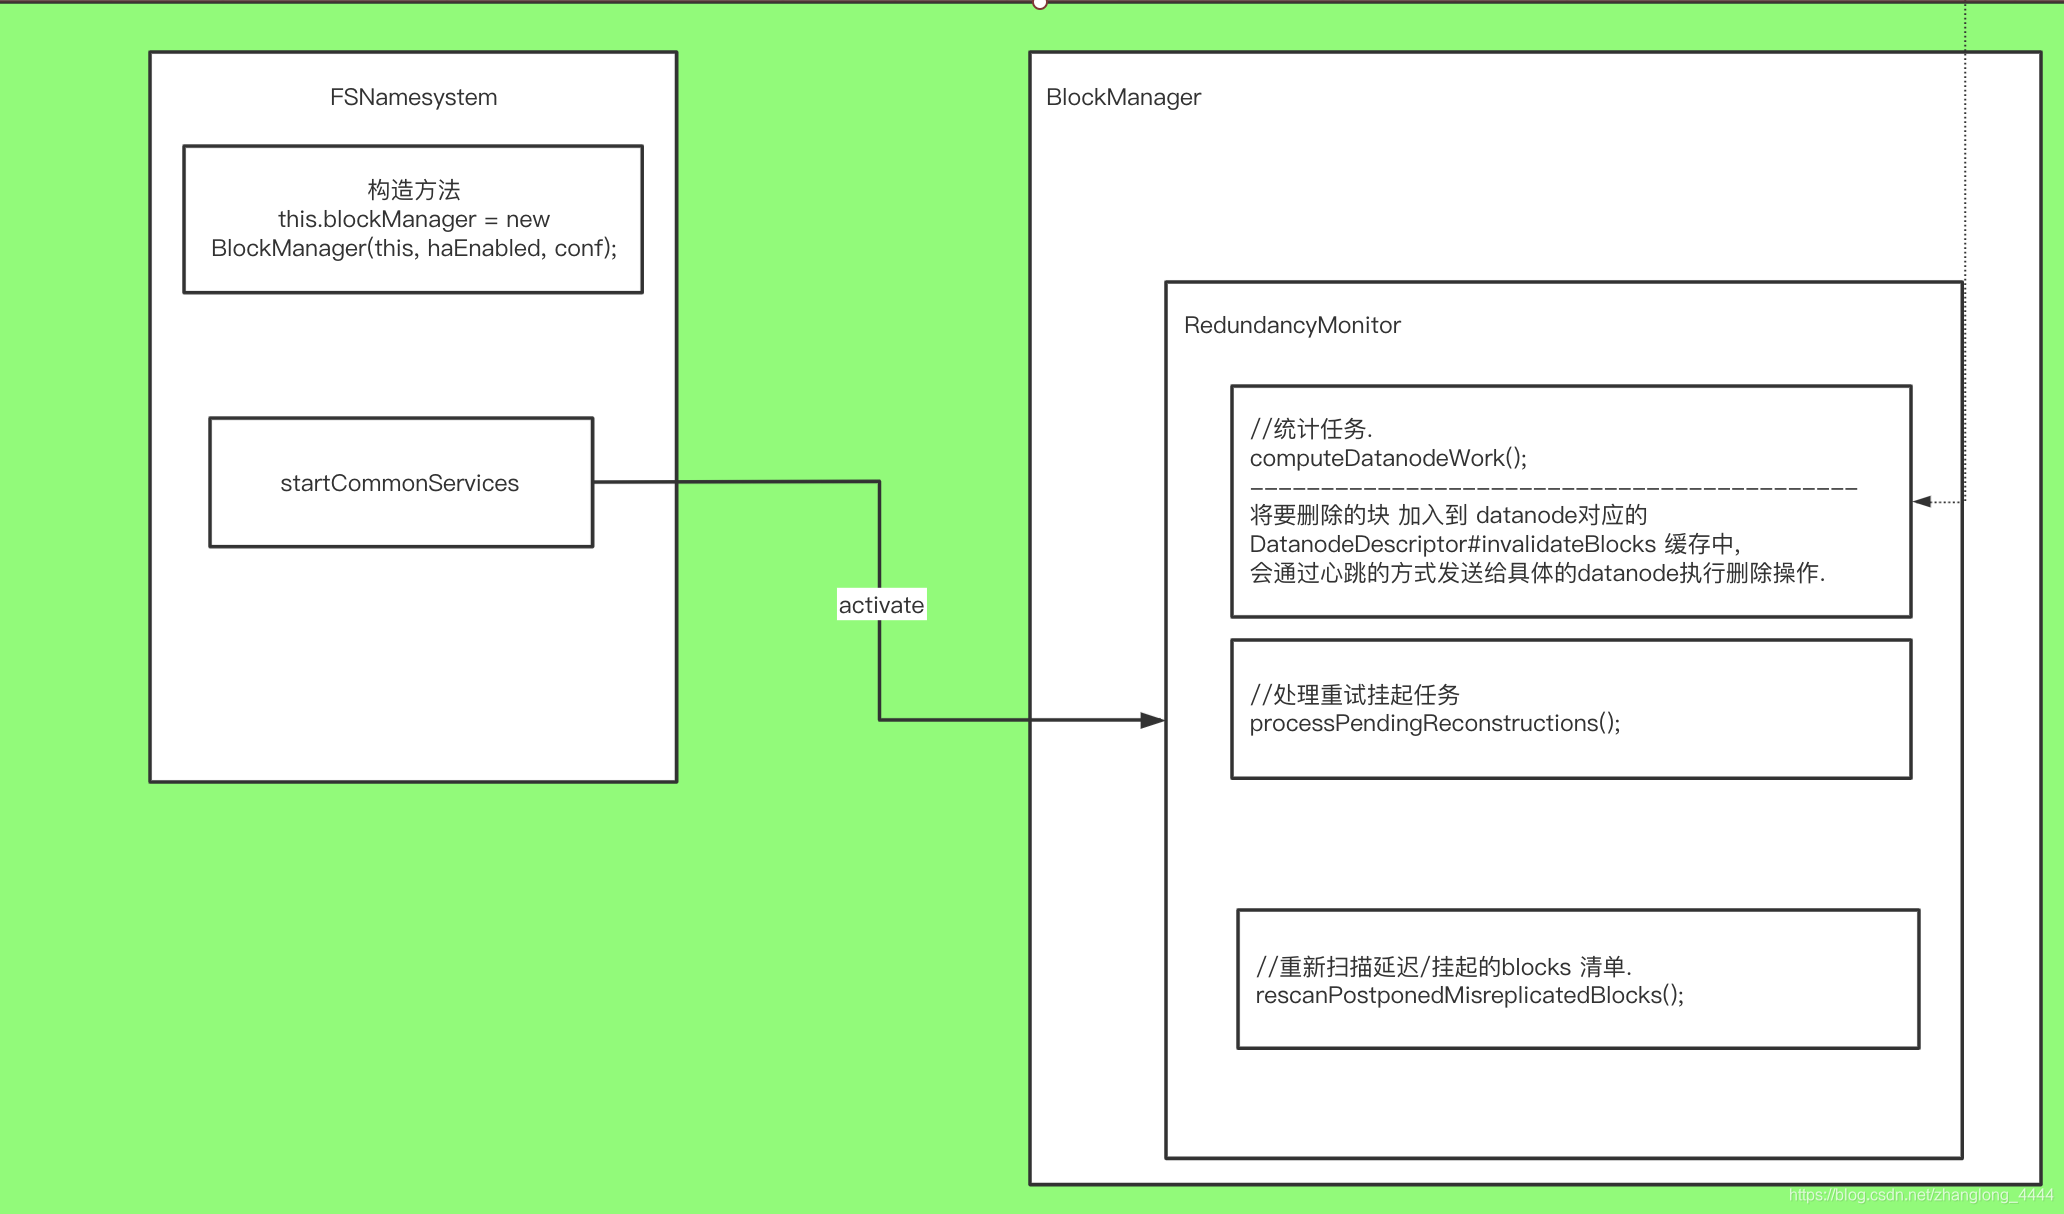 FSNamesystem
构造方法
this.blockManager = new
BlockManager(this, haEnabled, conf);
startCommonServices
activate
BlockManager
RedundancyMonitor
//统计任务.
computeDatanodeWork();
-------------------------------------------
将要删除的块 加入到 datanode对应的
DatanodeDescriptor#invalidateBlocks 缓存中,
会通过心跳的方式发送给具体的datanode执行删除操作.
//处理重试挂起任务
processPendingReconstructions();
//重新扫描延迟/挂起的blocks 清单.
rescanPostponedMisreplicatedBlocks();
https://blog.csdn.net/zhanglong_4444